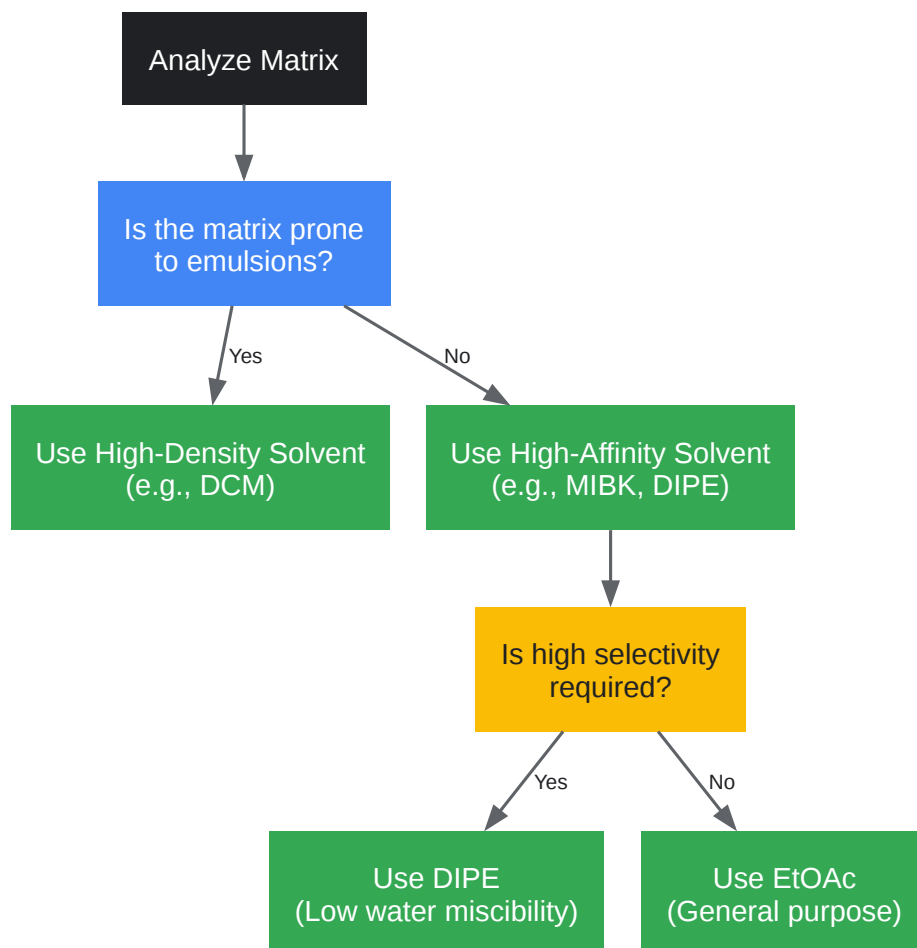 Analyze Matrix
Is the matrix prone
to emulsions?
Yes
No
Use High-Density Solvent
(e.g., DCM)
Use High-Affinity Solvent
(e.g., MIBK, DIPE)
Is high selectivity
required?
Yes
No
Use DIPE
(Low water miscibility)
Use EtOAc
(General purpose)